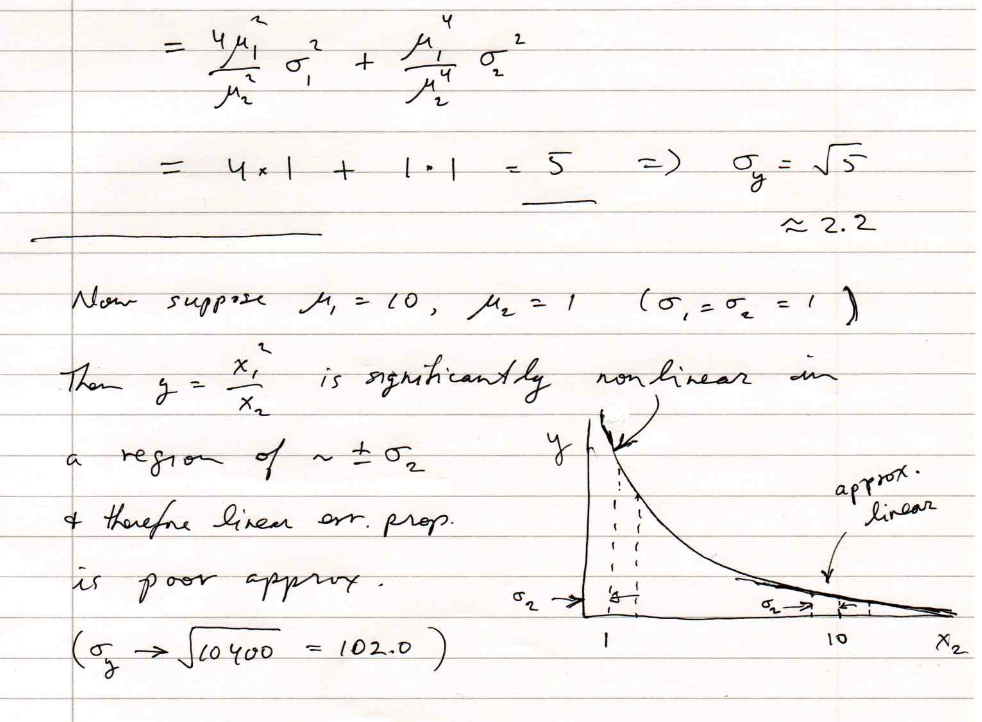 = 4μ₁²/μ₂² σ₁² + μ₁⁴/μ₂⁴ σ₂²
= 4×1 + 1·1 = 5 => σ_y = √5
≈ 2.2
Now suppose μ₁ = 10, μ₂ = 1 (σ₁ = σ₂ = 1)
Then y = x₁²/x₂ is significantly nonlinear in
a region of ~ ± σ₂
& therefore linear err. prop.
is poor approx.
(σ_y → √10400 = 102.0)
y
approx.
linear
σ₂
σ₂
1
10
x₂